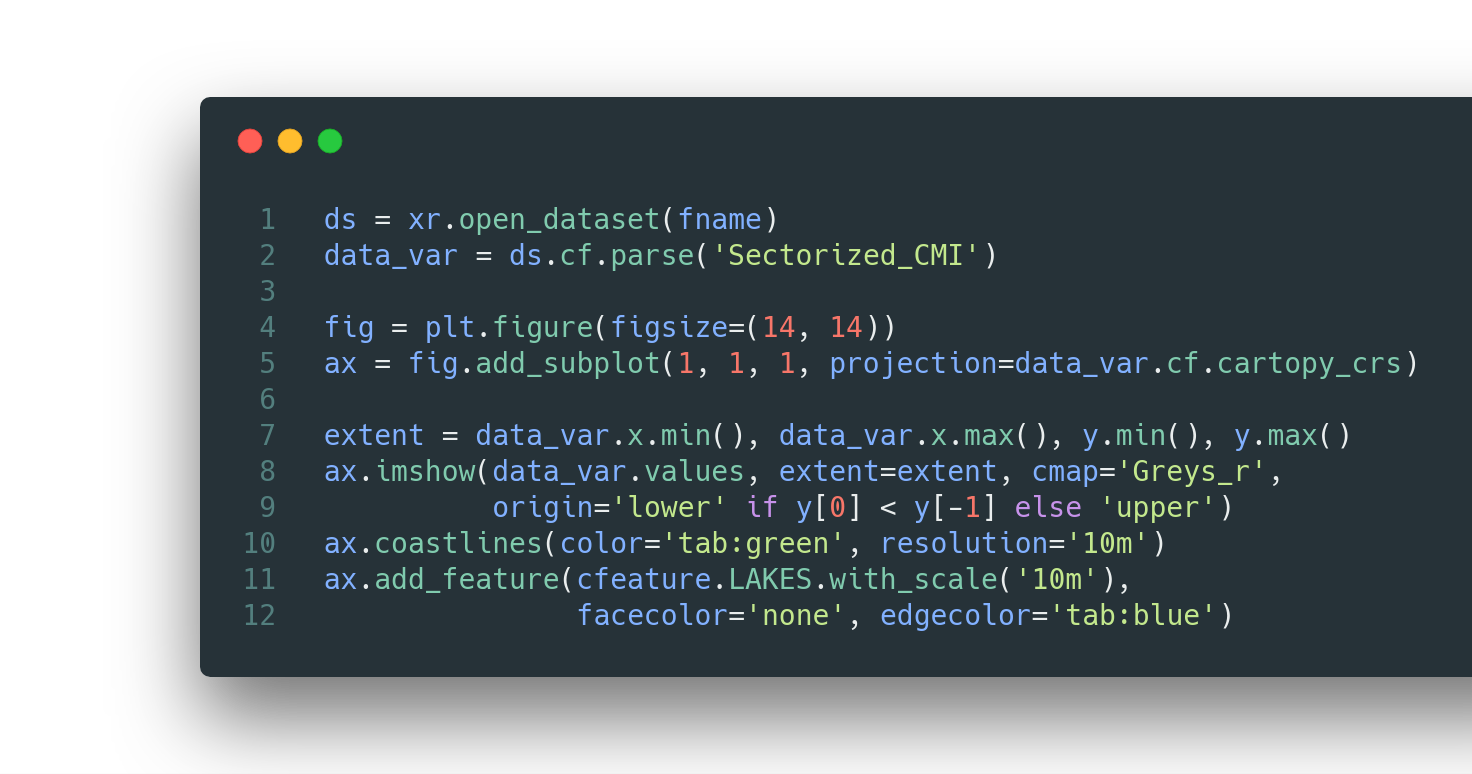 1 ds = xr.open_dataset(fname)
2 data_var = ds.cf.parse('Sectorized_CMI')
3
4 fig = plt.figure(figsize=(14, 14))
5 ax = fig.add_subplot(1, 1, 1, projection=data_var.cf.cartopy_crs)
6
7 extent = data_var.x.min(), data_var.x.max(), y.min(), y.max()
8 ax.imshow(data_var.values, extent=extent, cmap='Greys_r',
9           origin='lower' if y[0] < y[-1] else 'upper')
10 ax.coastlines(color='tab:green', resolution='10m')
11 ax.add_feature(cfeature.LAKES.with_scale('10m'),
12                facecolor='none', edgecolor='tab:blue')